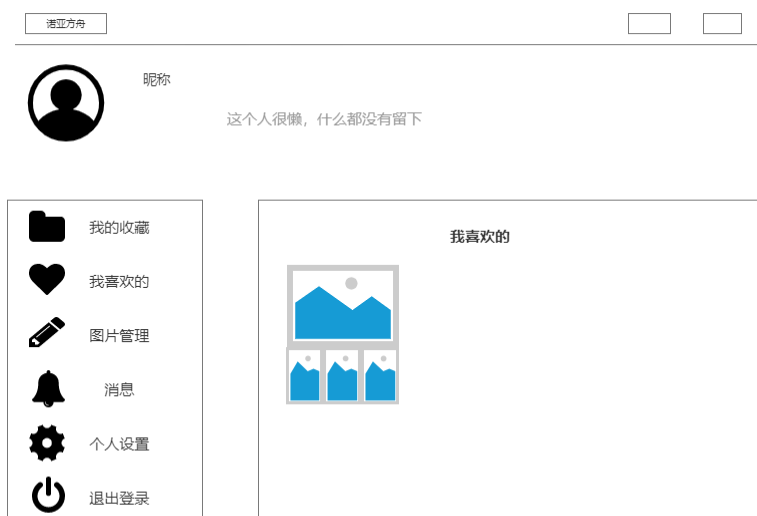 诺亚方舟
昵称
这个人很懒，什么都没有留下
我的收藏
我喜欢的
图片管理
消息
个人设置
退出登录
我喜欢的